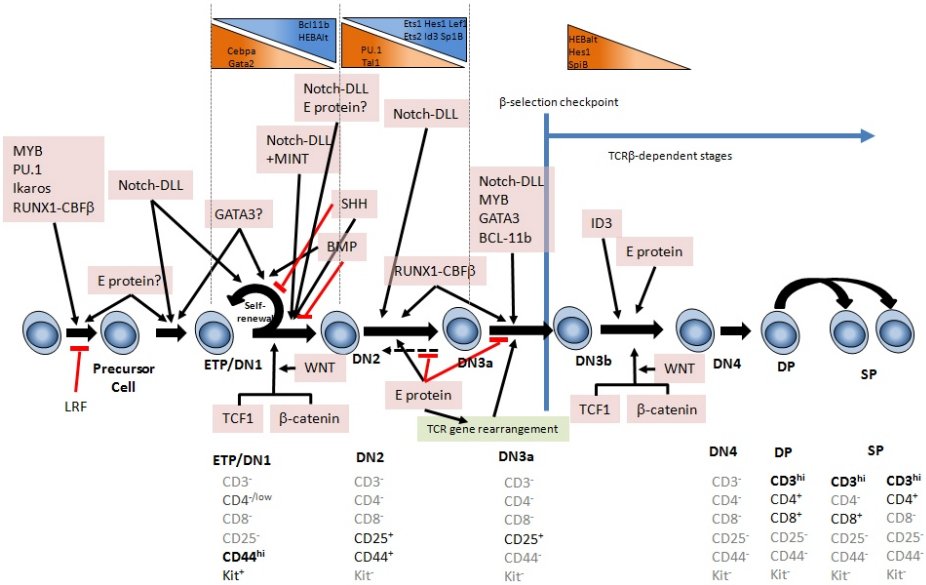 Bcl11b
HEBAlt
Cebpa
Gata2
Ets1 Hes1 Lef1
Ets2 Id3 Sp1B
PU.1
Tal1
HEBalt
Hes1
SpiB
β-selection checkpoint
TCRβ-dependent stages
MYB
PU.1
Ikaros
RUNX1-CBFβ
Notch-DLL
Notch-DLL
E protein?
Notch-DLL
+MINT
Notch-DLL
Notch-DLL
MYB
GATA3
BCL-11b
GATA3?
SHH
BMP
E protein?
RUNX1-CBFβ
ID3
E protein
Self-
renewal
Precursor
Cell
ETP/DN1
DN2
DN3a
DN3b
DN4
DP
SP
LRF
WNT
TCF1
β-catenin
E protein
TCR gene rearrangement
WNT
TCF1
β-catenin
ETP/DN1
CD3⁻
CD4⁻/ˡᵒʷ
CD8⁻
CD25⁻
CD44ʰⁱ
Kit⁺
DN2
CD3⁻
CD4⁻
CD8⁻
CD25⁺
CD44⁺
Kit⁻
DN3a
CD3⁻
CD4⁻
CD8⁻
CD25⁺
CD44⁻
Kit⁻
DN4
CD3⁻
CD4⁻
CD8⁻
CD25⁻
CD44⁻
Kit⁻
DP
CD3ʰⁱ
CD4⁺
CD8⁺
CD25⁻
CD44⁻
Kit⁻
SP
CD3ʰⁱ
CD4⁻
CD8⁺
CD25⁻
CD44⁻
Kit⁻
CD3ʰⁱ
CD4⁺
CD8⁻
CD25⁻
CD44⁻
Kit⁻